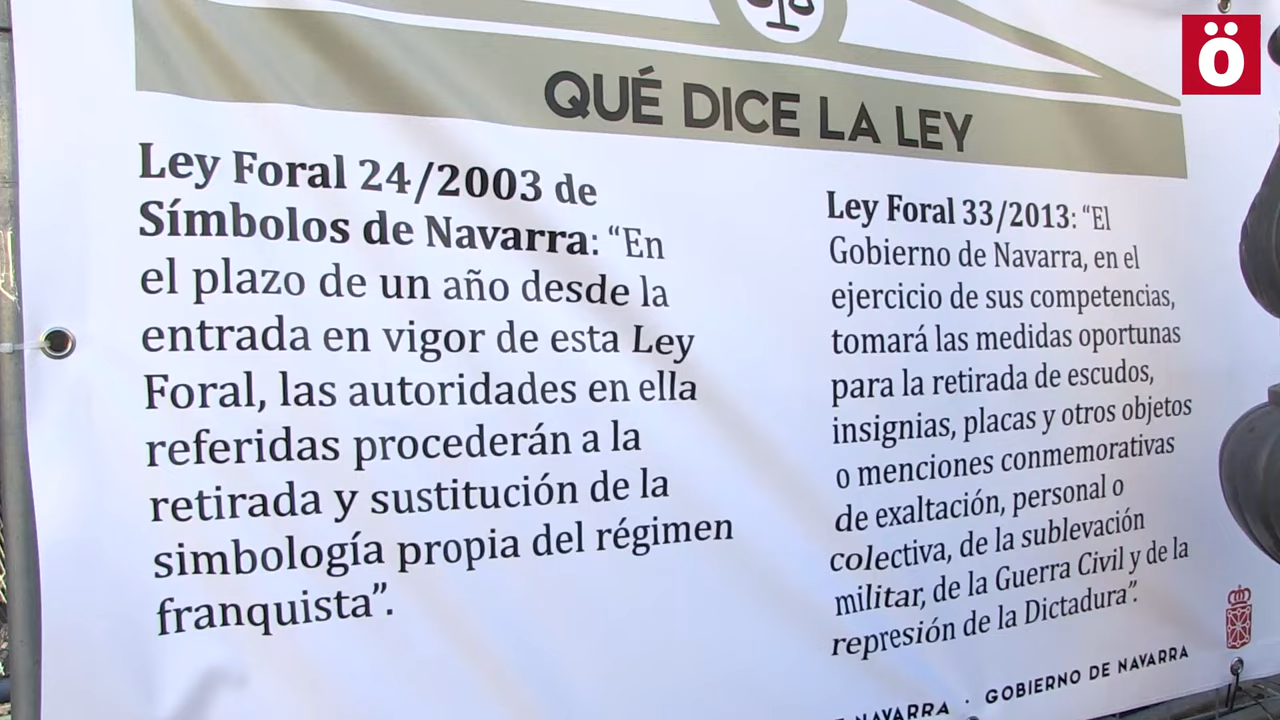 Ö
QUÉ DICE LA LEY
Ley Foral 24/2003 de
Símbolos de Navarra: “En
el plazo de un año desde la
entrada en vigor de esta Ley
Foral, las autoridades en ella
referidas procederán a la
retirada y sustitución de la
simbología propia del régimen
franquista”.
Ley Foral 33/2013: “El
Gobierno de Navarra, en el
ejercicio de sus competencias,
tomará las medidas oportunas
para la retirada de escudos,
insignias, placas y otros objetos
o menciones conmemorativas
de exaltación, personal o
colectiva, de la sublevación
militar, de la Guerra Civil y de la
represión de la Dictadura”.
NAVARRA · GOBIERNO DE NAVARRA